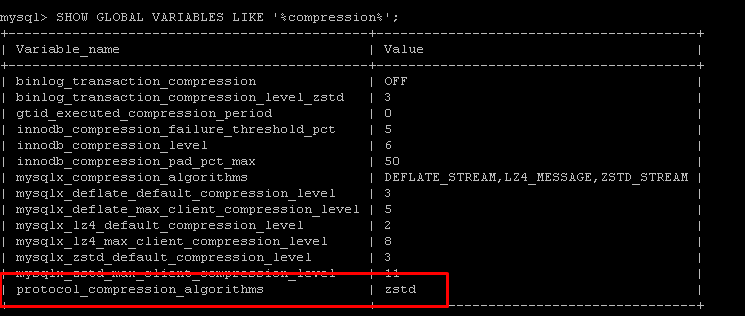 mysql> SHOW GLOBAL VARIABLES LIKE '%compression%';
+------------------------------------------+------------------------------------+
| Variable_name | Value |
+------------------------------------------+------------------------------------+
| binlog_transaction_compression | OFF |
| binlog_transaction_compression_level_zstd | 3 |
| gtid_executed_compression_period | 0 |
| innodb_compression_failure_threshold_pct | 5 |
| innodb_compression_level | 6 |
| innodb_compression_pad_pct_max | 50 |
| mysqlx_compression_algorithms | DEFLATE_STREAM,LZ4_MESSAGE,ZSTD_STREAM |
| mysqlx_deflate_default_compression_level | 3 |
| mysqlx_deflate_max_client_compression_level | 5 |
| mysqlx_lz4_default_compression_level | 2 |
| mysqlx_lz4_max_client_compression_level | 8 |
| mysqlx_zstd_default_compression_level | 3 |
| mysqlx_zstd_max_client_compression_level | 11 |
| protocol_compression_algorithms | zstd |
+------------------------------------------+------------------------------------+